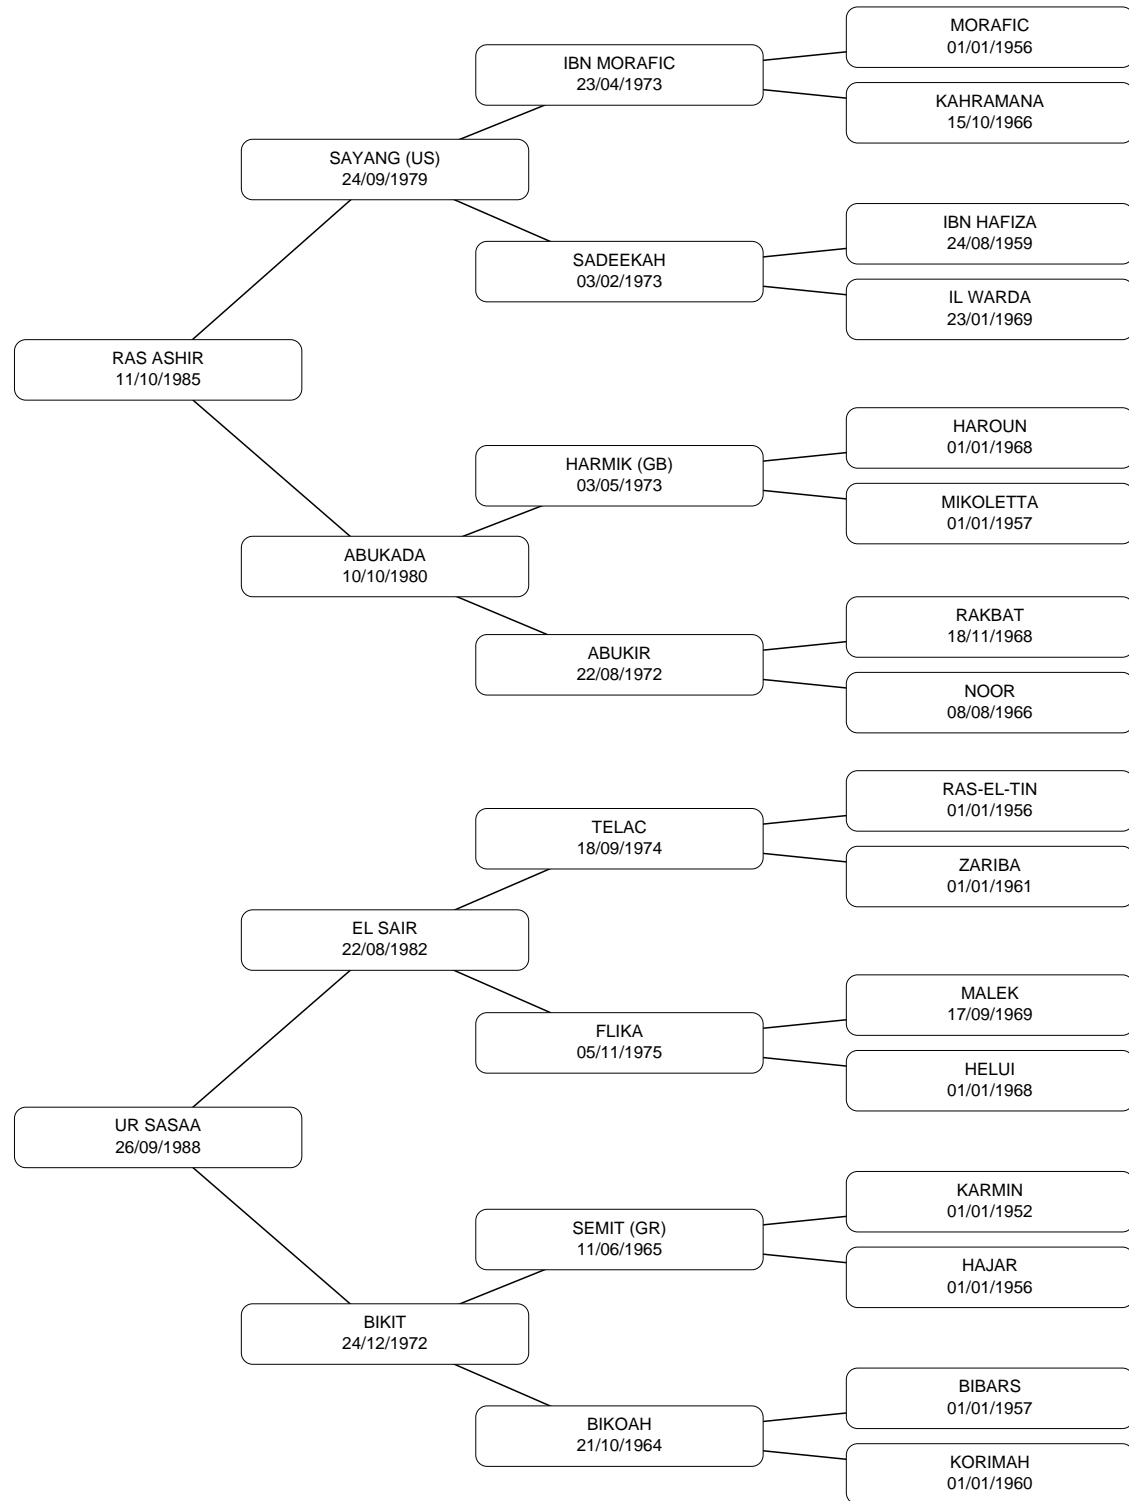 MORAFIC
01/01/1956
IBN MORAFIC
23/04/1973
KAHRAMANA
15/10/1966
SAYANG (US)
24/09/1979
IBN HAFIZA
24/08/1959
SADEEKAH
03/02/1973
IL WARDA
23/01/1969
RAS ASHIR
11/10/1985
HAROUN
01/01/1968
HARMIK (GB)
03/05/1973
MIKOLETTA
01/01/1957
ABUKADA
10/10/1980
RAKBAT
18/11/1968
ABUKIR
22/08/1972
NOOR
08/08/1966
RAS-EL-TIN
01/01/1956
TELAC
18/09/1974
ZARIBA
01/01/1961
EL SAIR
22/08/1982
MALEK
17/09/1969
FLIKA
05/11/1975
HELUI
01/01/1968
UR SASAA
26/09/1988
KARMIN
01/01/1952
SEMIT (GR)
11/06/1965
HAJAR
01/01/1956
BIKIT
24/12/1972
BIBARS
01/01/1957
BIKOAH
21/10/1964
KORIMAH
01/01/1960